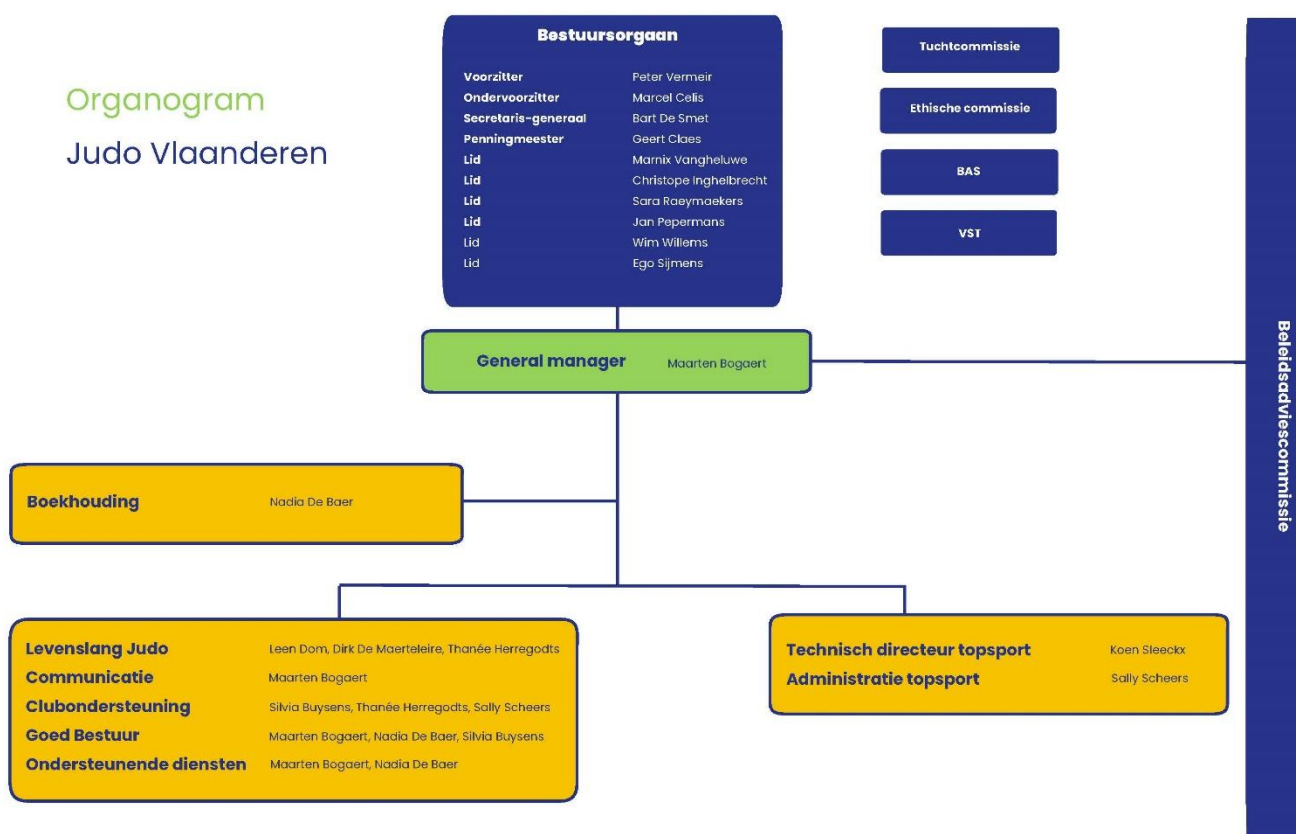 Organogram
Judo Vlaanderen
Bestuursorgaan
Voorzitter Peter Vermeir
Ondervoorzitter Marcel Celis
Secretaris-generaal Bart De Smet
Penningmeester Geert Claes
Lid Marnix Vangheluwe
Lid Christope Inghelbrecht
Lid Sara Raeymaekers
Lid Jan Pepermans
Lid Wim Willems
Lid Ego Sijmens
Tuchtcommissie
Ethische commissie
BAS
VST
Beleidsadviescommissie
General manager Maarten Bogaert
Boekhouding Nadia De Baer
Levenslang Judo Leen Dom, Dirk De Maerteleire, Thanée Herregodts
Communicatie Maarten Bogaert
Clubondersteuning Silvia Buysens, Thanée Herregodts, Sally Scheers
Goed Bestuur Maarten Bogaert, Nadia De Baer, Silvia Buysens
Ondersteunende diensten Maarten Bogaert, Nadia De Baer
Technisch directeur topsport Koen Sleeckx
Administratie topsport Sally Scheers